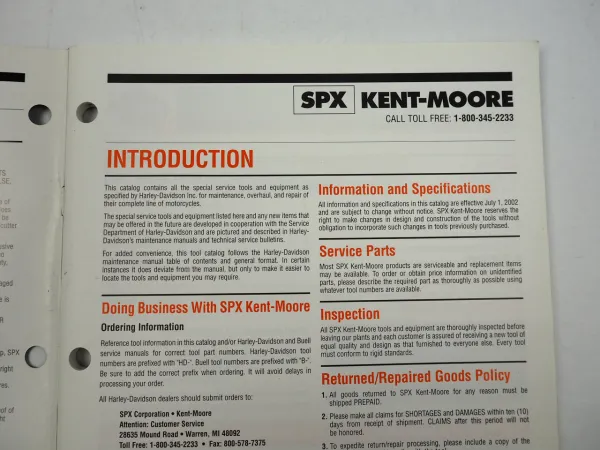 SPX KENT-MOORE
CALL TOLL FREE: 1-800-345-2233
INTRODUCTION
This catalog contains all the special service tools and equipment as
specified by Harley-Davidson Inc. for maintenance, overhaul, and repair of
their complete line of motorcycles.
The special service tools and equipment listed here and any new items that
may be offered in the future are developed in cooperation with the Service
Department of Harley-Davidson and are pictured and described in Harley-
Davidson's maintenance manuals and technical service bulletins.
For added convenience, this tool catalog follows the Harley-Davidson
maintenance manual table of contents and general format. In certain
instances it does deviate from the manual, but only to make it easier to
locate the tools and equipment you may require.
Doing Business With SPX Kent-Moore
Ordering Information
Reference tool information in this catalog and/or Harley-Davidson and Buell
service manuals for correct tool part numbers. Harley-Davidson tool
numbers are prefixed with "HD-". Buell tool numbers are prefixed with "B-".
Be sure to add the correct prefix when ordering. It will avoid delays in
processing your order.
All Harley-Davidson dealers should submit orders to:
SPX Corporation • Kent-Moore
Attention: Customer Service
28635 Mound Road • Warren, MI 48092
Toll Free: 1-800-345-2233 • Fax: 800-578-7375
Information and Specifications
All information and specifications in this catalog are effective July 1, 2002
and are subject to change without notice. SPX Kent-Moore reserves the
right to make changes in design and construction of the tools without
obligation to incorporate such changes in tools previously purchased.
Service Parts
Most SPX Kent-Moore products are serviceable and replacement items
may be available. To order or obtain price information on unidentified
parts, please describe the required part as thoroughly as possible using
whatever tool numbers are available.
Inspection
All SPX Kent-Moore tools and equipment are thoroughly inspected before
leaving our plants and each customer is assured of receiving a new tool of
equal quality and design as that furnished to everyone else. Every tool
must conform to rigid standards.
Returned/Repaired Goods Policy
1. All goods returned to SPX Kent-Moore for any reason must be
shipped PREPAID.
2. Please make all claims for SHORTAGES and DAMAGES within ten (10)
days from receipt of shipment. CLAIMS after this period will not
be honored.
3. To expedite return/repair processing, please include a copy of the